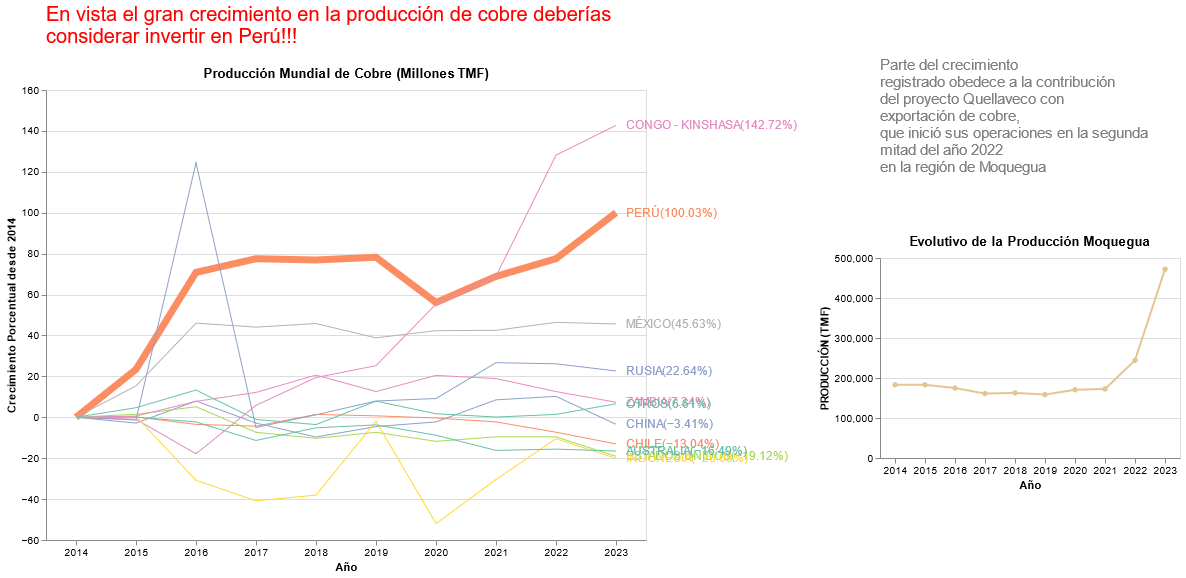 En vista el gran crecimiento en la producción de cobre deberías
considerar invertir en Perú!!!
Producción Mundial de Cobre (Millones TMF)
160
140
120
100
80
60
40
20
0
−20
−40
−60
Crecimiento Porcentual desde 2014
2014 2015 2016 2017 2018 2019 2020 2021 2022 2023
Año
CONGO - KINSHASA(142.72%)
PERÚ(100.03%)
MÉXICO(45.63%)
RUSIA(22.64%)
ZAMBIA(7.34%)
OTROS(6.61%)
CHINA(−3.41%)
CHILE(−13.04%)
AUSTRALIA(−16.49%)
Parte del crecimiento
registrado obedece a la contribución
del proyecto Quellaveco con
exportación de cobre,
que inició sus operaciones en la segunda
mitad del año 2022
en la región de Moquegua
Evolutivo de la Producción Moquegua
500,000
400,000
300,000
200,000
100,000
0
PRODUCCIÓN (TMF)
2014 2015 2016 2017 2018 2019 2020 2021 2022 2023
Año